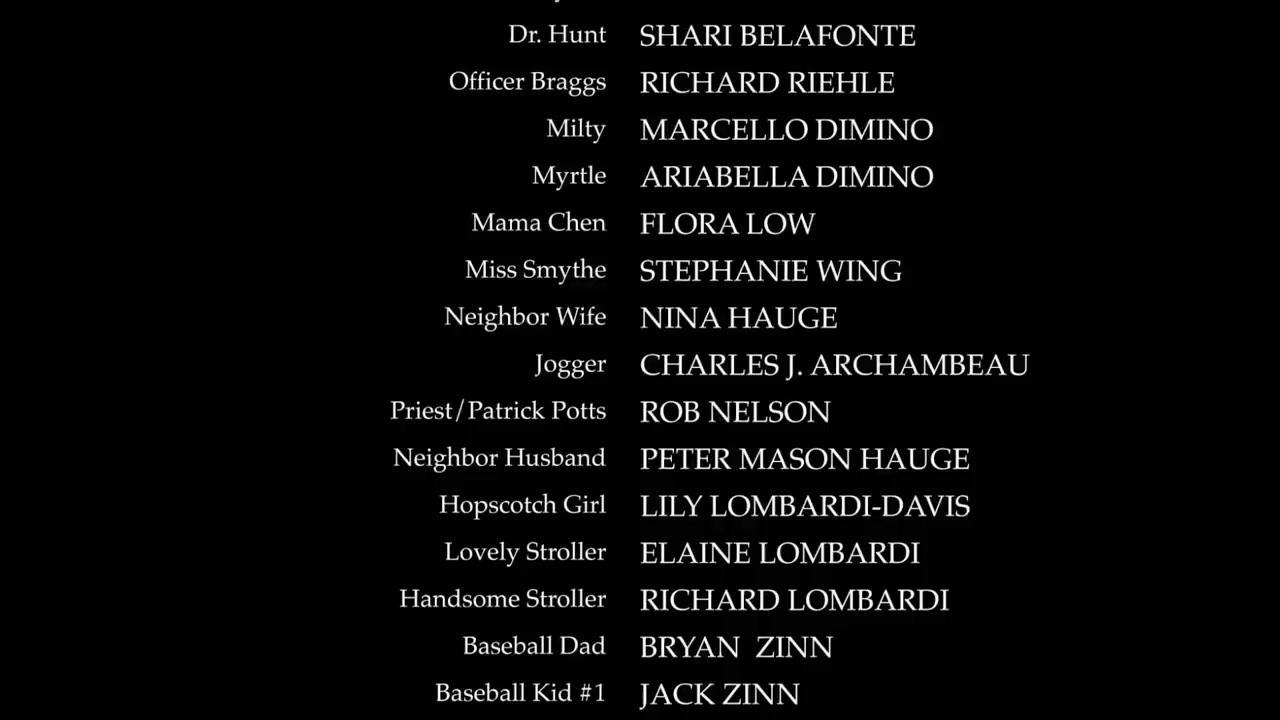 Dr. Hunt SHARI BELAFONTE
Officer Braggs RICHARD RIEHLE
Milty MARCELLO DIMINO
Myrtle ARIABELLA DIMINO
Mama Chen FLORA LOW
Miss Smythe STEPHANIE WING
Neighbor Wife NINA HAUGE
Jogger CHARLES J. ARCHAMBEAU
Priest/Patrick Potts ROB NELSON
Neighbor Husband PETER MASON HAUGE
Hopscotch Girl LILY LOMBARDI-DAVIS
Lovely Stroller ELAINE LOMBARDI
Handsome Stroller RICHARD LOMBARDI
Baseball Dad BRYAN ZINN
Baseball Kid #1 JACK ZINN